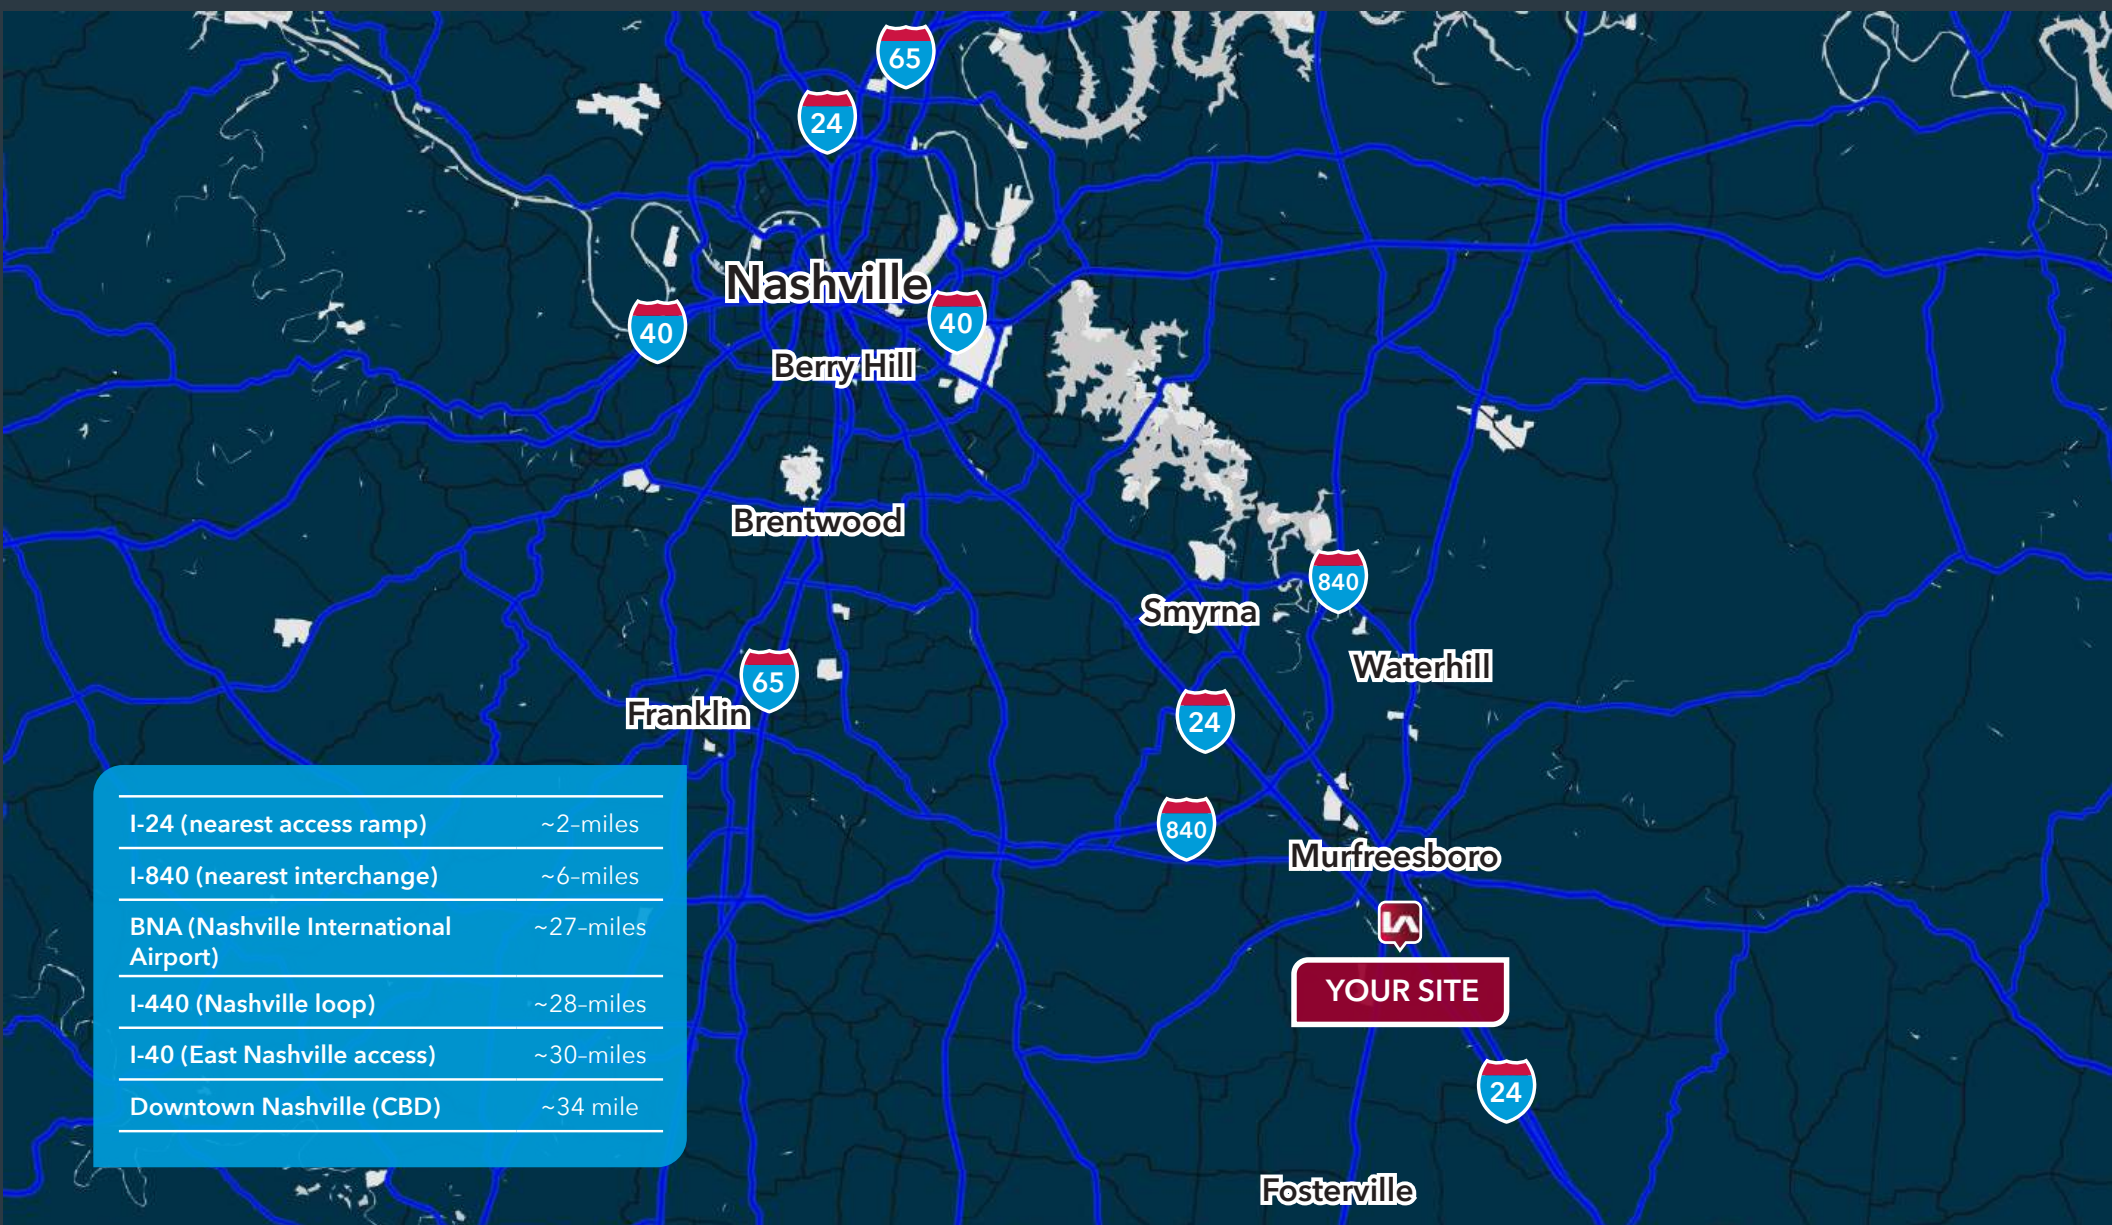 65
24
Nashville
40
40
Berry Hill
Brentwood
840
Smyrna
Waterhill
65
Franklin
24
840
Murfreesboro
YOUR SITE
24
Fosterville
I-24 (nearest access ramp) ~2-miles
I-840 (nearest interchange) ~6-miles
BNA (Nashville International ~27-miles
Airport)
I-440 (Nashville loop) ~28-miles
I-40 (East Nashville access) ~30-miles
Downtown Nashville (CBD) ~34 mile